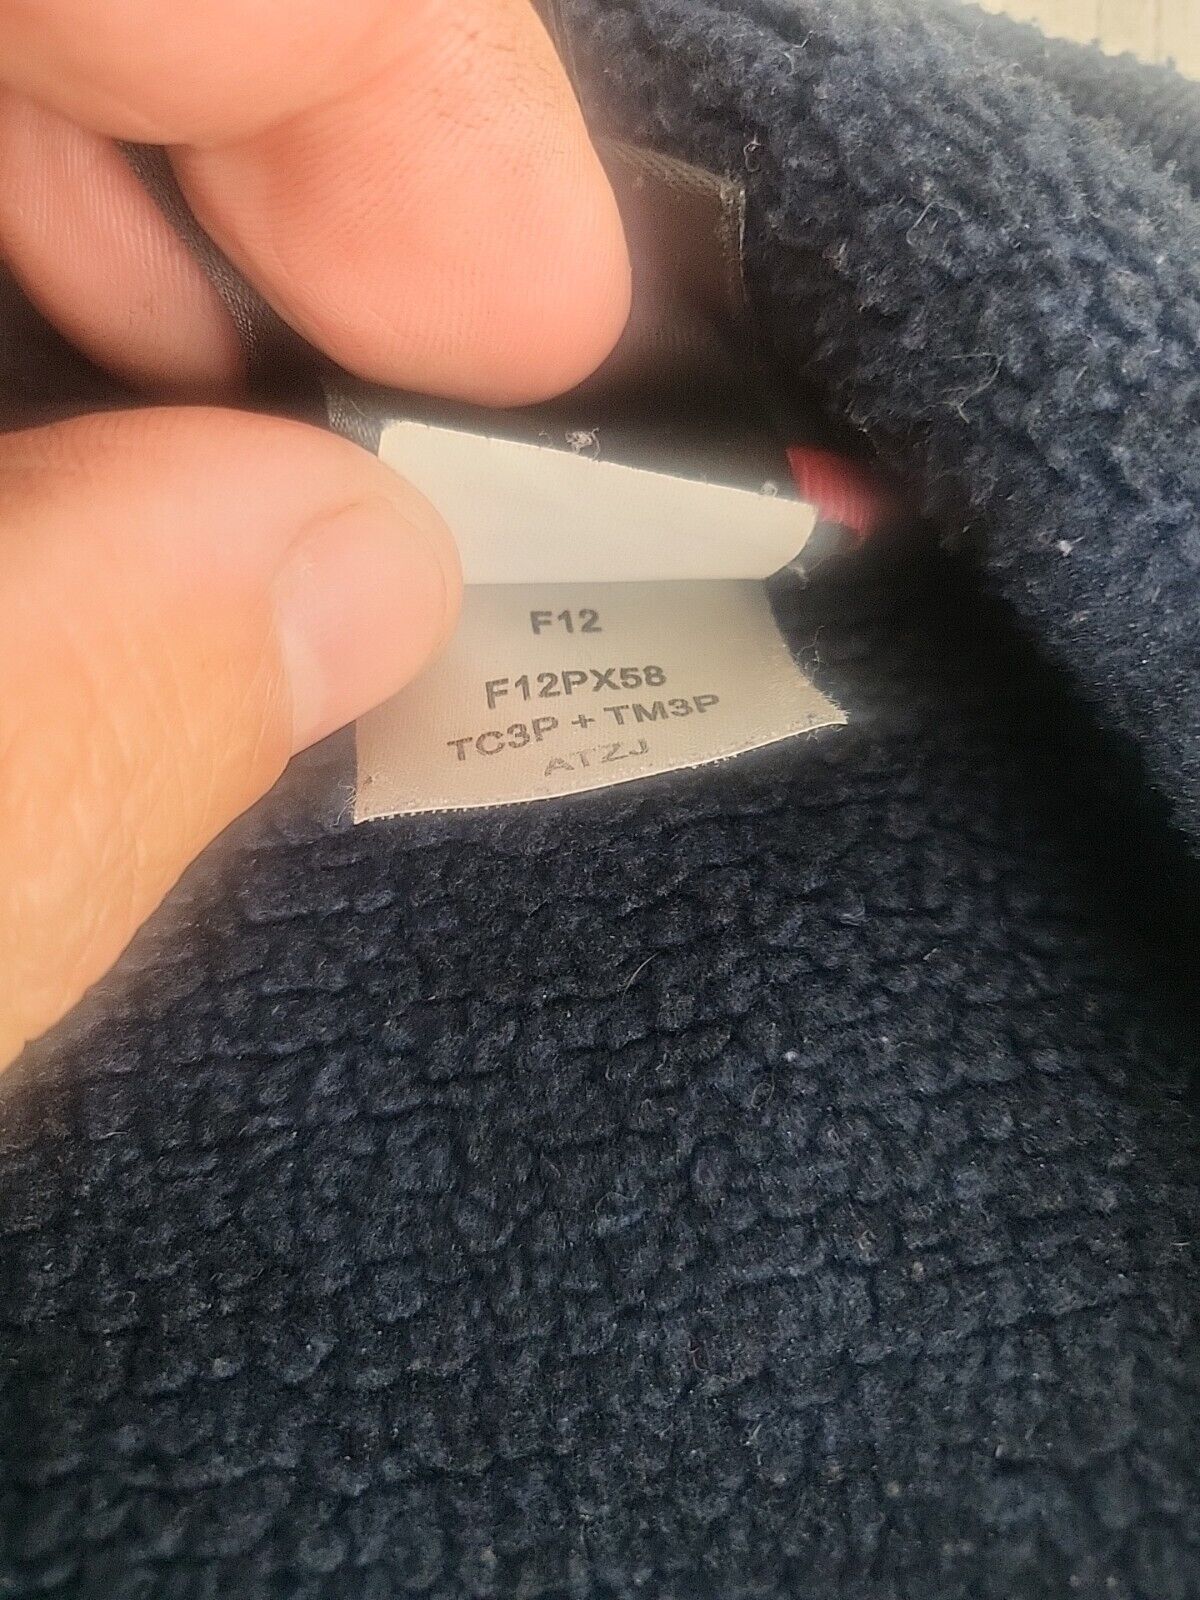 F12
F12PX58
TC3P + TM3P
ATZJ